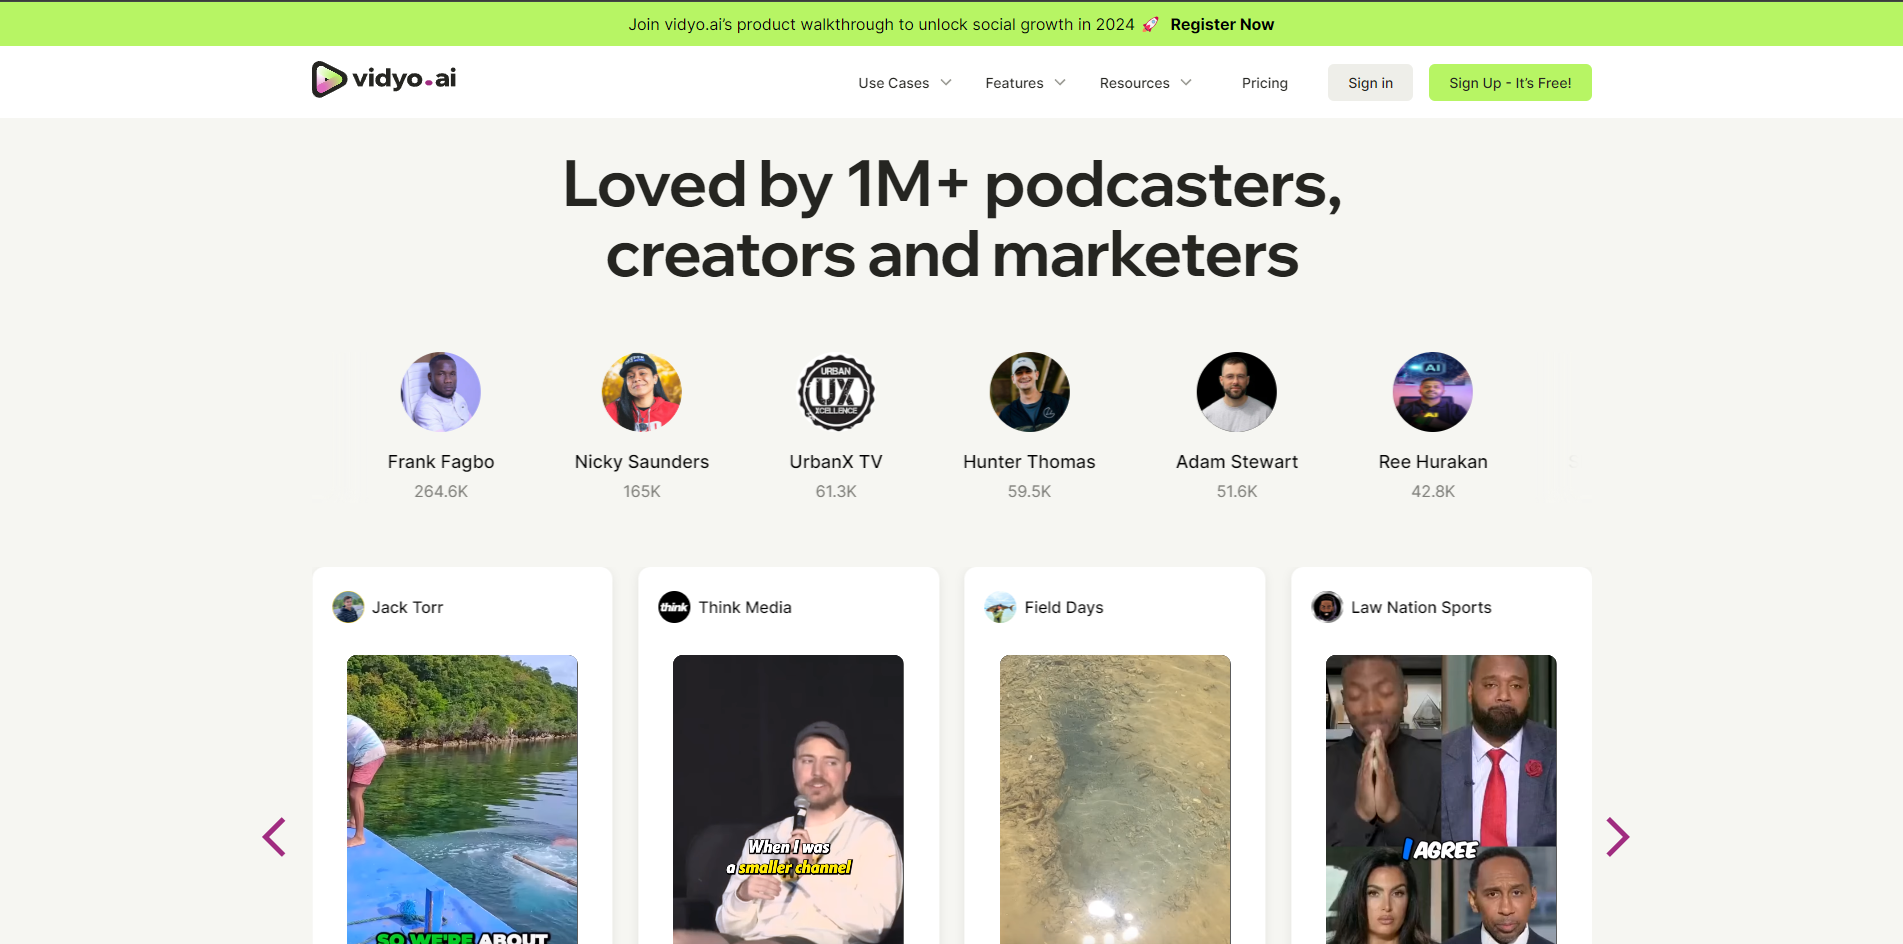 Join vidyo.ai's product walkthrough to unlock social growth in 2024 🚀 Register Now
vidyo.ai
Use Cases
Features
Resources
Pricing
Sign in
Sign Up - It's Free!
Loved by 1M+ podcasters,
creators and marketers
AI
URBAN
UX
XCELLENCE
Frank Fagbo
Nicky Saunders
UrbanX TV
Hunter Thomas
Adam Stewart
Ree Hurakan
264.6K
165K
61.3K
59.5K
51.6K
42.8K
Jack Torr
think
Think Media
Field Days
Law Nation Sports
When I was
a smaller channel
I AGREE
SO WE'RE ABOUT